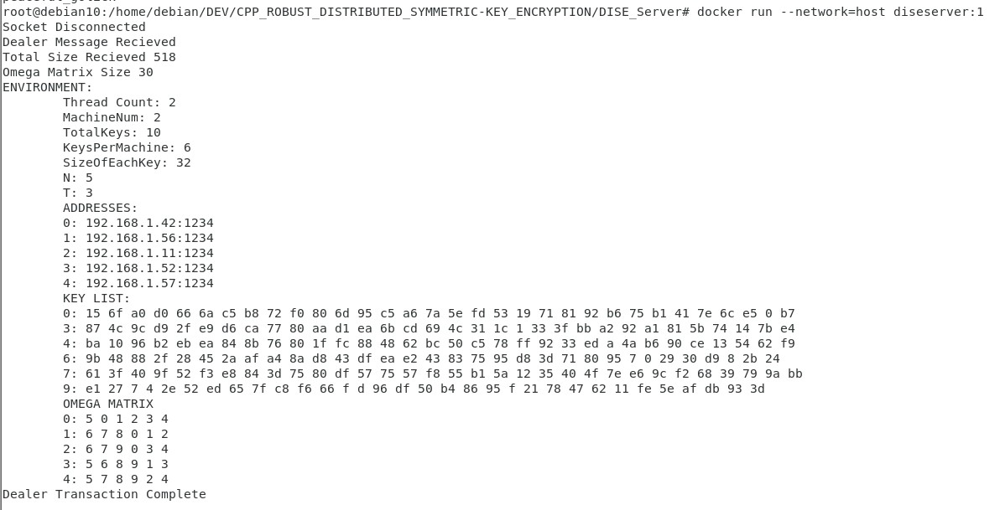 root@debian10:/home/debian/DEV/CPP_ROBUST_DISTRIBUTED_SYMMETRIC-KEY_ENCRYPTION/DISE_Server# docker run --network=host diseserver:1
Socket Disconnected
Dealer Message Recieved
Total Size Recieved 518
Omega Matrix Size 30
ENVIRONMENT:
        Thread Count: 2
        MachineNum: 2
        TotalKeys: 10
        KeysPerMachine: 6
        SizeOfEachKey: 32
        N: 5
        T: 3
        ADDRESSES:
        0: 192.168.1.42:1234
        1: 192.168.1.56:1234
        2: 192.168.1.11:1234
        3: 192.168.1.52:1234
        4: 192.168.1.57:1234
        KEY LIST:
        0: 15 6f a0 d0 66 6a c5 b8 72 f0 80 6d 95 c5 a6 7a 5e fd 53 19 71 81 92 b6 75 b1 41 7e 6c e5 0 b7
        3: 87 4c 9c d9 2f e9 d6 ca 77 80 aa d1 ea 6b cd 69 4c 31 1c 1 33 3f bb a2 92 a1 81 5b 74 14 7b e4
        4: ba 10 96 b2 eb ea 84 8b 76 80 1f fc 88 48 62 bc 50 c5 78 ff 92 33 ed a 4a b6 90 ce 13 54 62 f9
        6: 9b 48 88 2f 28 45 2a af a4 8a d8 43 df ea e2 43 83 75 95 d8 3d 71 80 95 7 0 29 30 d9 8 2b 24
        7: 61 3f 40 9f 52 f3 e8 84 3d 75 80 df 57 75 57 f8 55 b1 5a 12 35 40 4f 7e e6 9c f2 68 39 79 9a bb
        9: e1 27 7 4 2e 52 ed 65 7f c8 f6 66 f d 96 df 50 b4 86 95 f 21 78 47 62 11 fe 5e af db 93 3d
        OMEGA MATRIX
        0: 5 0 1 2 3 4
        1: 6 7 8 0 1 2
        2: 6 7 9 0 3 4
        3: 5 6 8 9 1 3
        4: 5 7 8 9 2 4
Dealer Transaction Complete